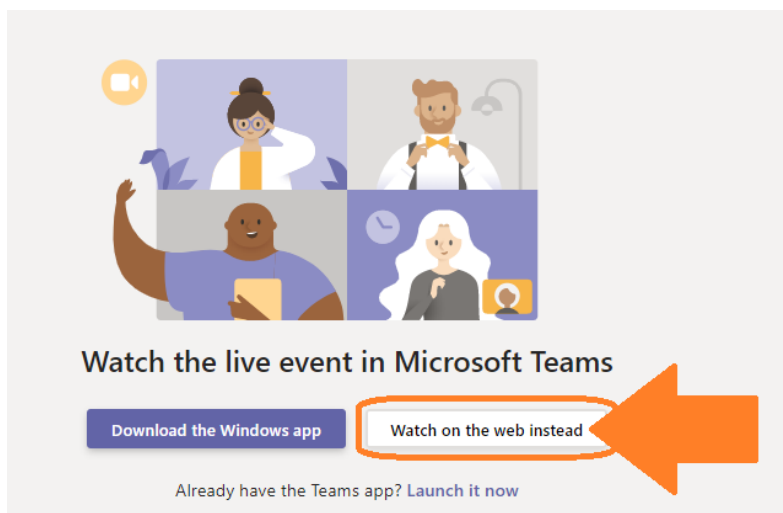 Watch the live event in Microsoft Teams
Download the Windows app
Watch on the web instead
Already have the Teams app? Launch it now